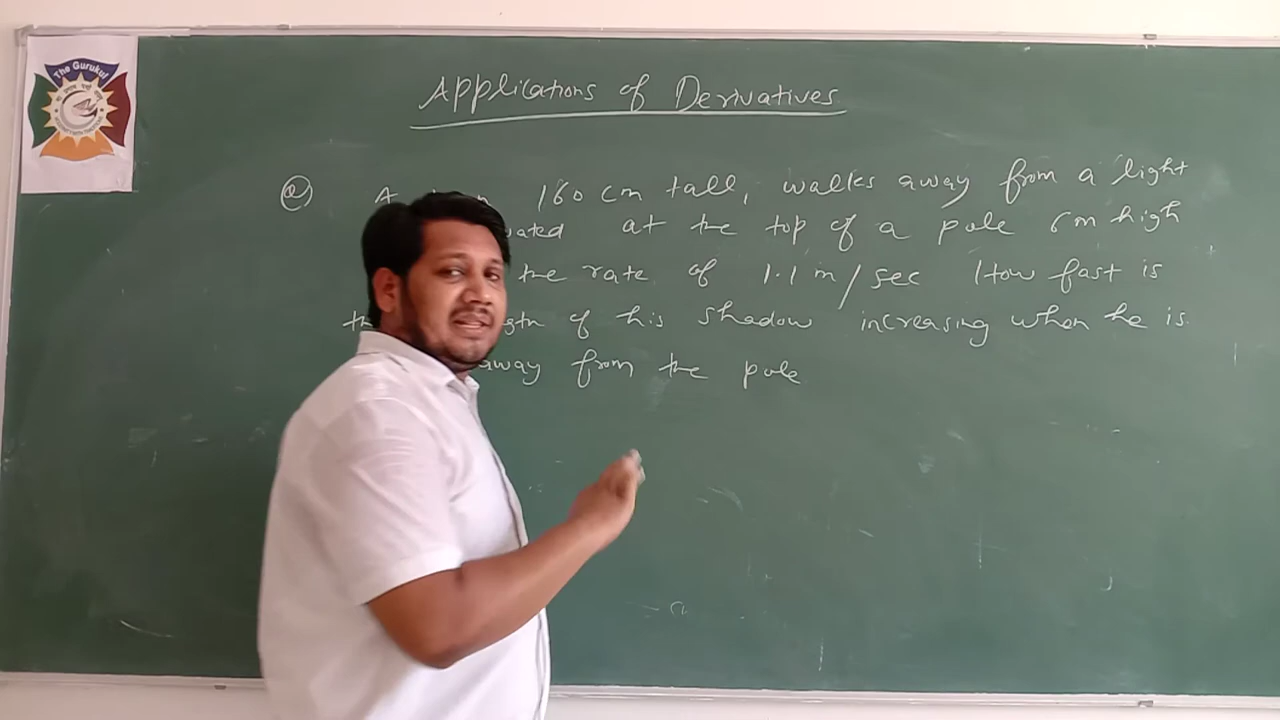 The Gurukul
Applications of Derivatives
Q A 160 cm tall, walks away from a light
at the top of a pole 6m high
the rate of 1.1 m/sec How fast is
of his shadow increasing when he is
away from the pole